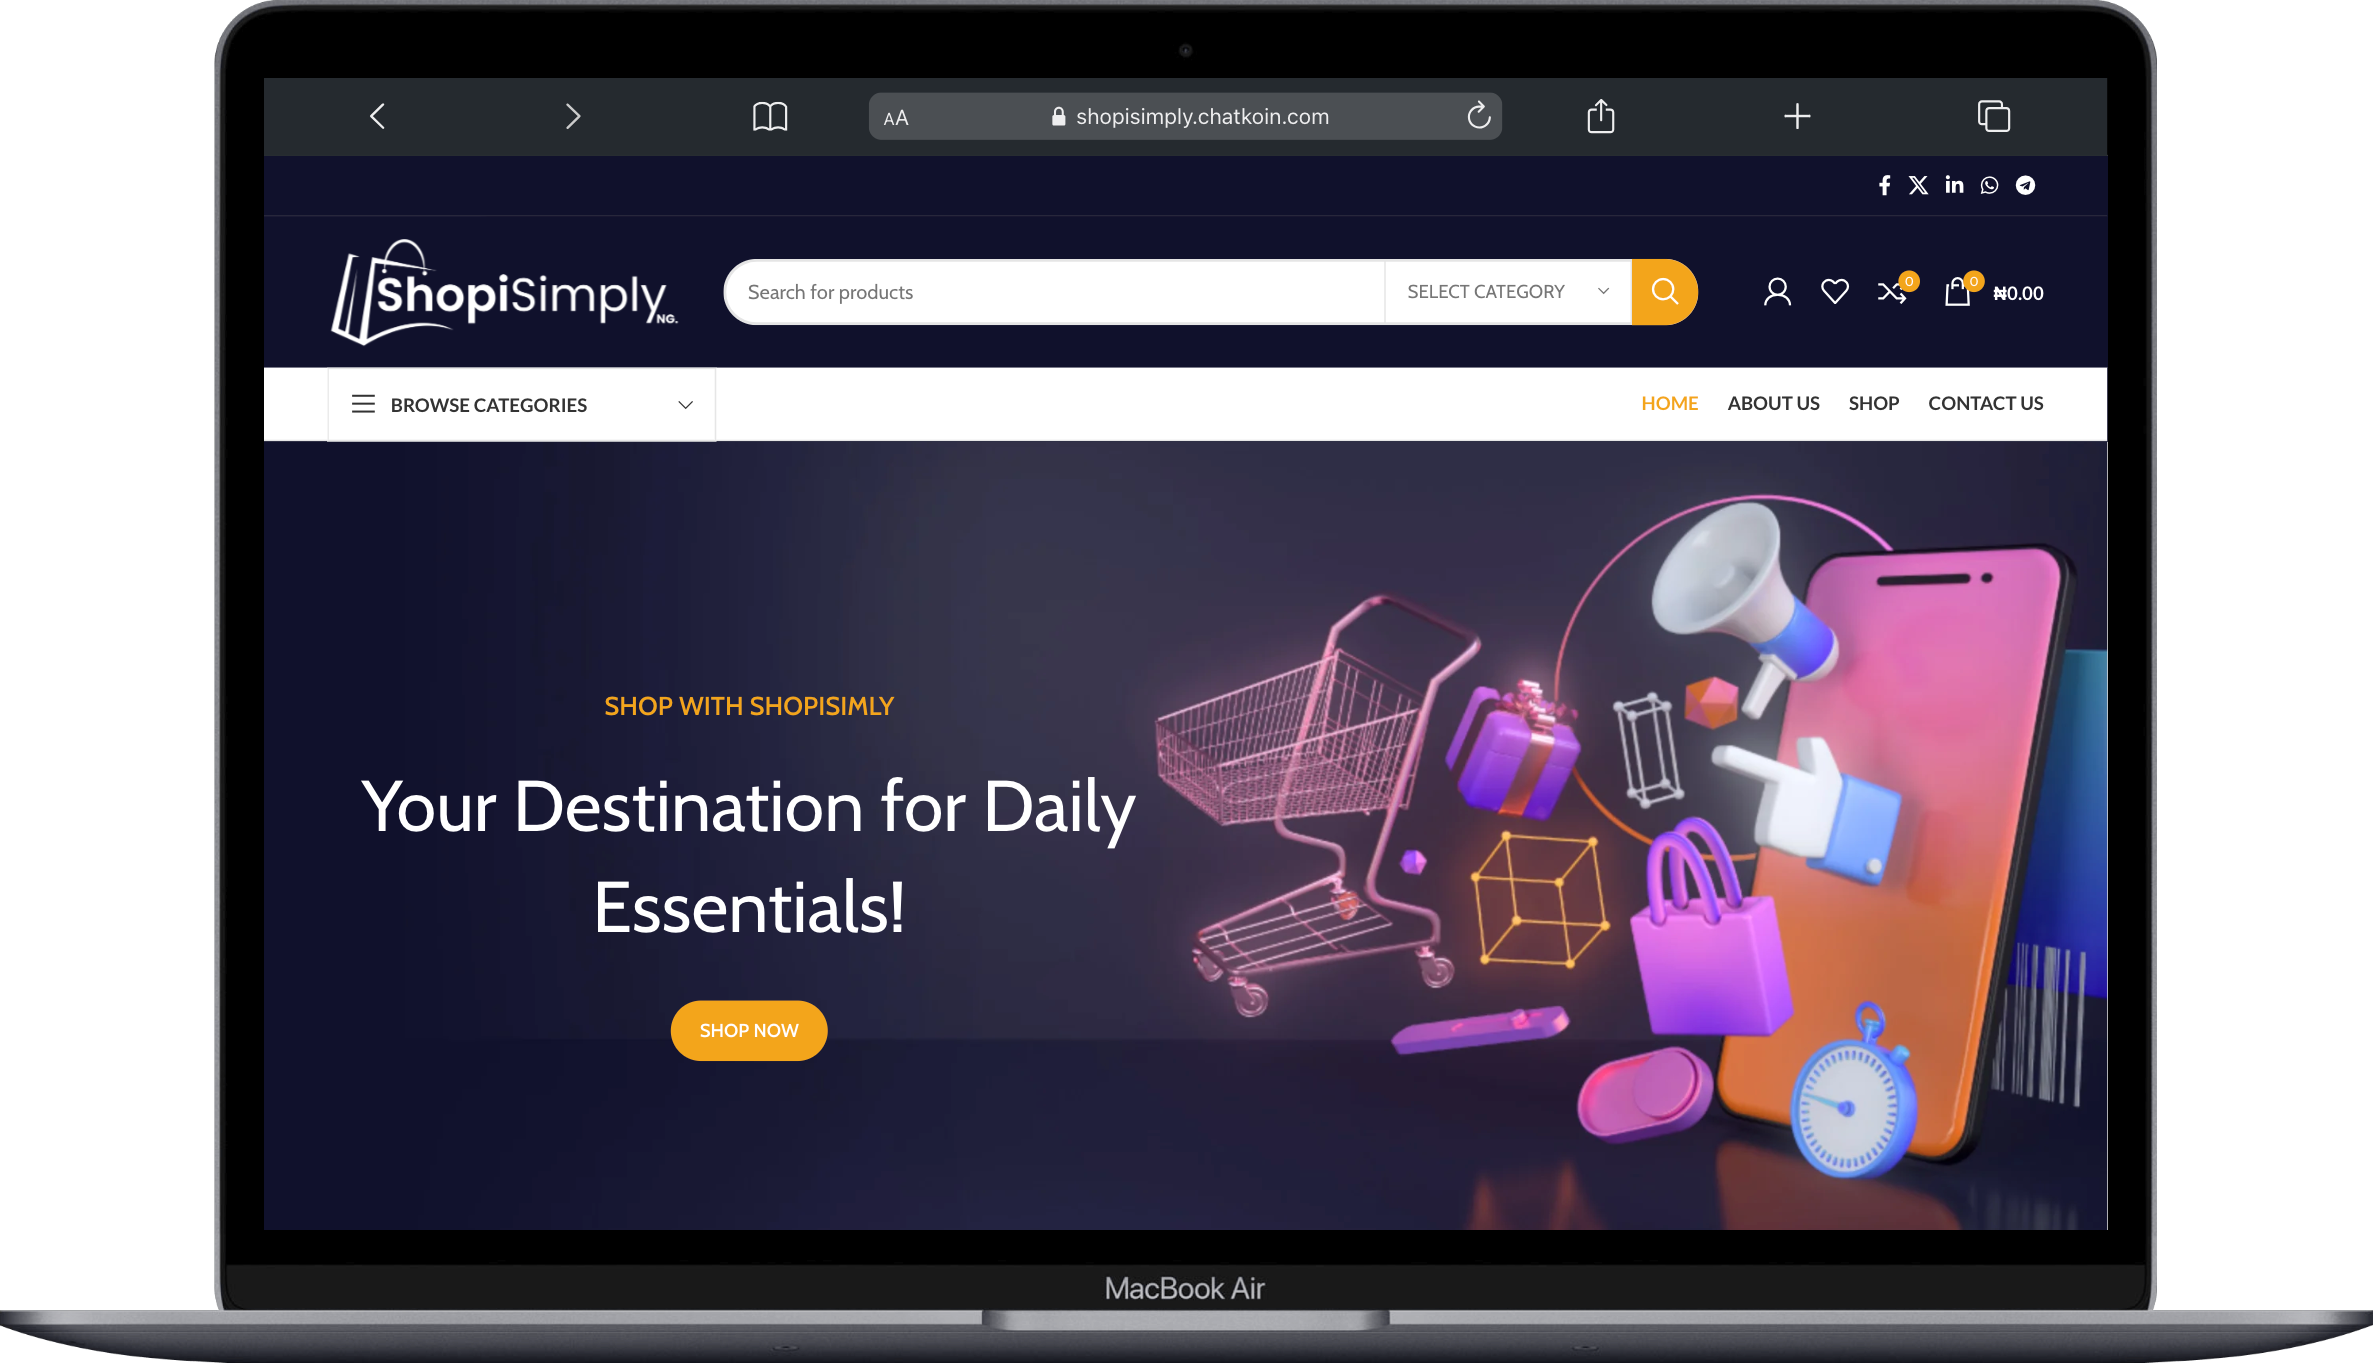 AA shopisimply.chatkoin.com
ShopiSimply NG.
Search for products
SELECT CATEGORY
0
0
₦0.00
BROWSE CATEGORIES
HOME ABOUT US SHOP CONTACT US
SHOP WITH SHOPISIMLY
Your Destination for Daily
Essentials!
SHOP NOW
MacBook Air